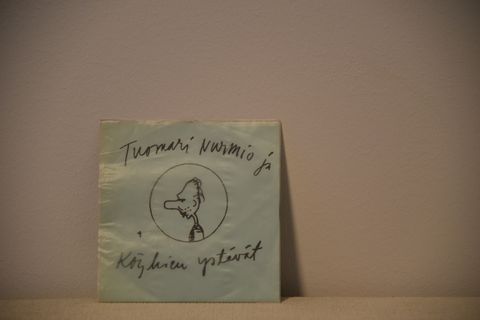 Tuomari Nurmio ja
Köyhien ystävät